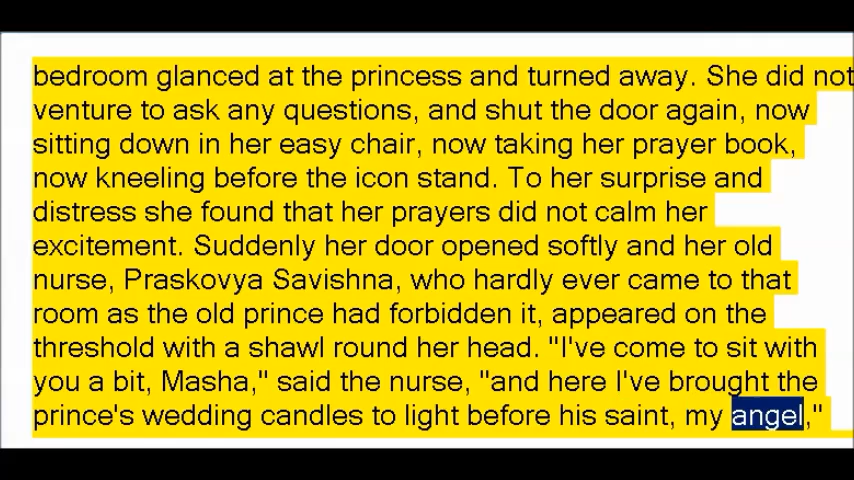 bedroom glanced at the princess and turned away. She did not
venture to ask any questions, and shut the door again, now
sitting down in her easy chair, now taking her prayer book,
now kneeling before the icon stand. To her surprise and
distress she found that her prayers did not calm her
excitement. Suddenly her door opened softly and her old
nurse, Praskovya Savishna, who hardly ever came to that
room as the old prince had forbidden it, appeared on the
threshold with a shawl round her head. "I've come to sit with
you a bit, Masha," said the nurse, "and here I've brought the
prince's wedding candles to light before his saint, my angel,"